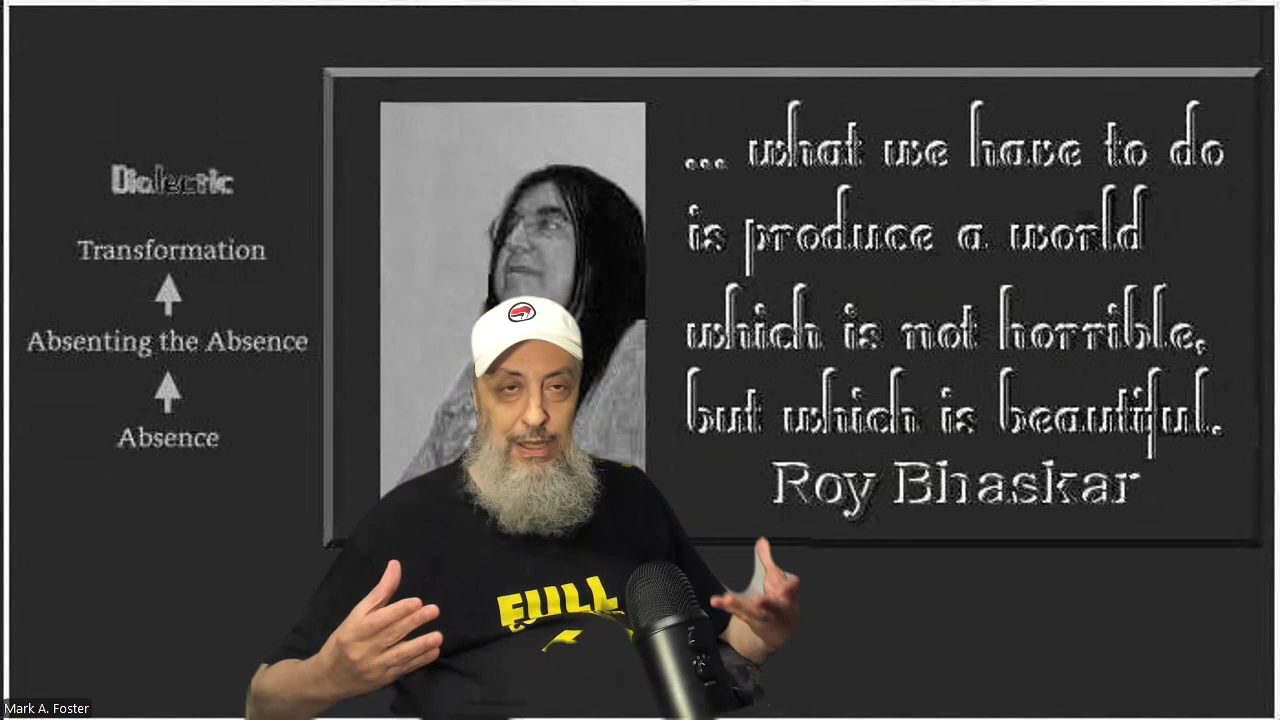 Dialectic
Transformation
Absenting the Absence
Absence
... what we have to do
is produce a world
which is not horrible,
but which is beautiful.
Roy Bhaskar
FULL
Mark A. Foster